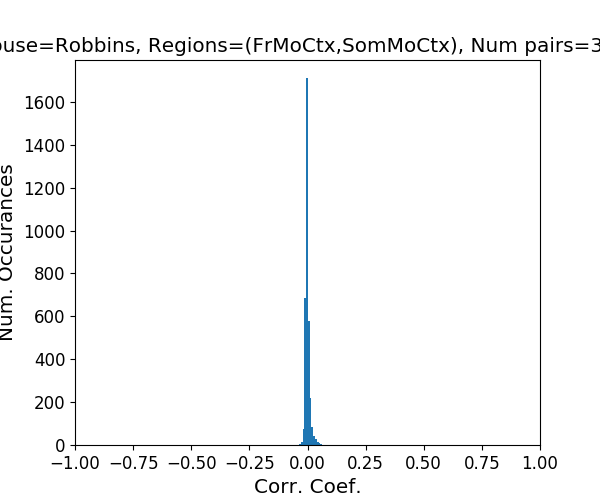 ouse=Robbins, Regions=(FrMoCtx,SomMoCtx), Num pairs=3
Num. Occurances
1600
1400
1200
1000
800
600
400
200
0
−1.00 −0.75 −0.50 −0.25 0.00 0.25 0.50 0.75 1.00
Corr. Coef.